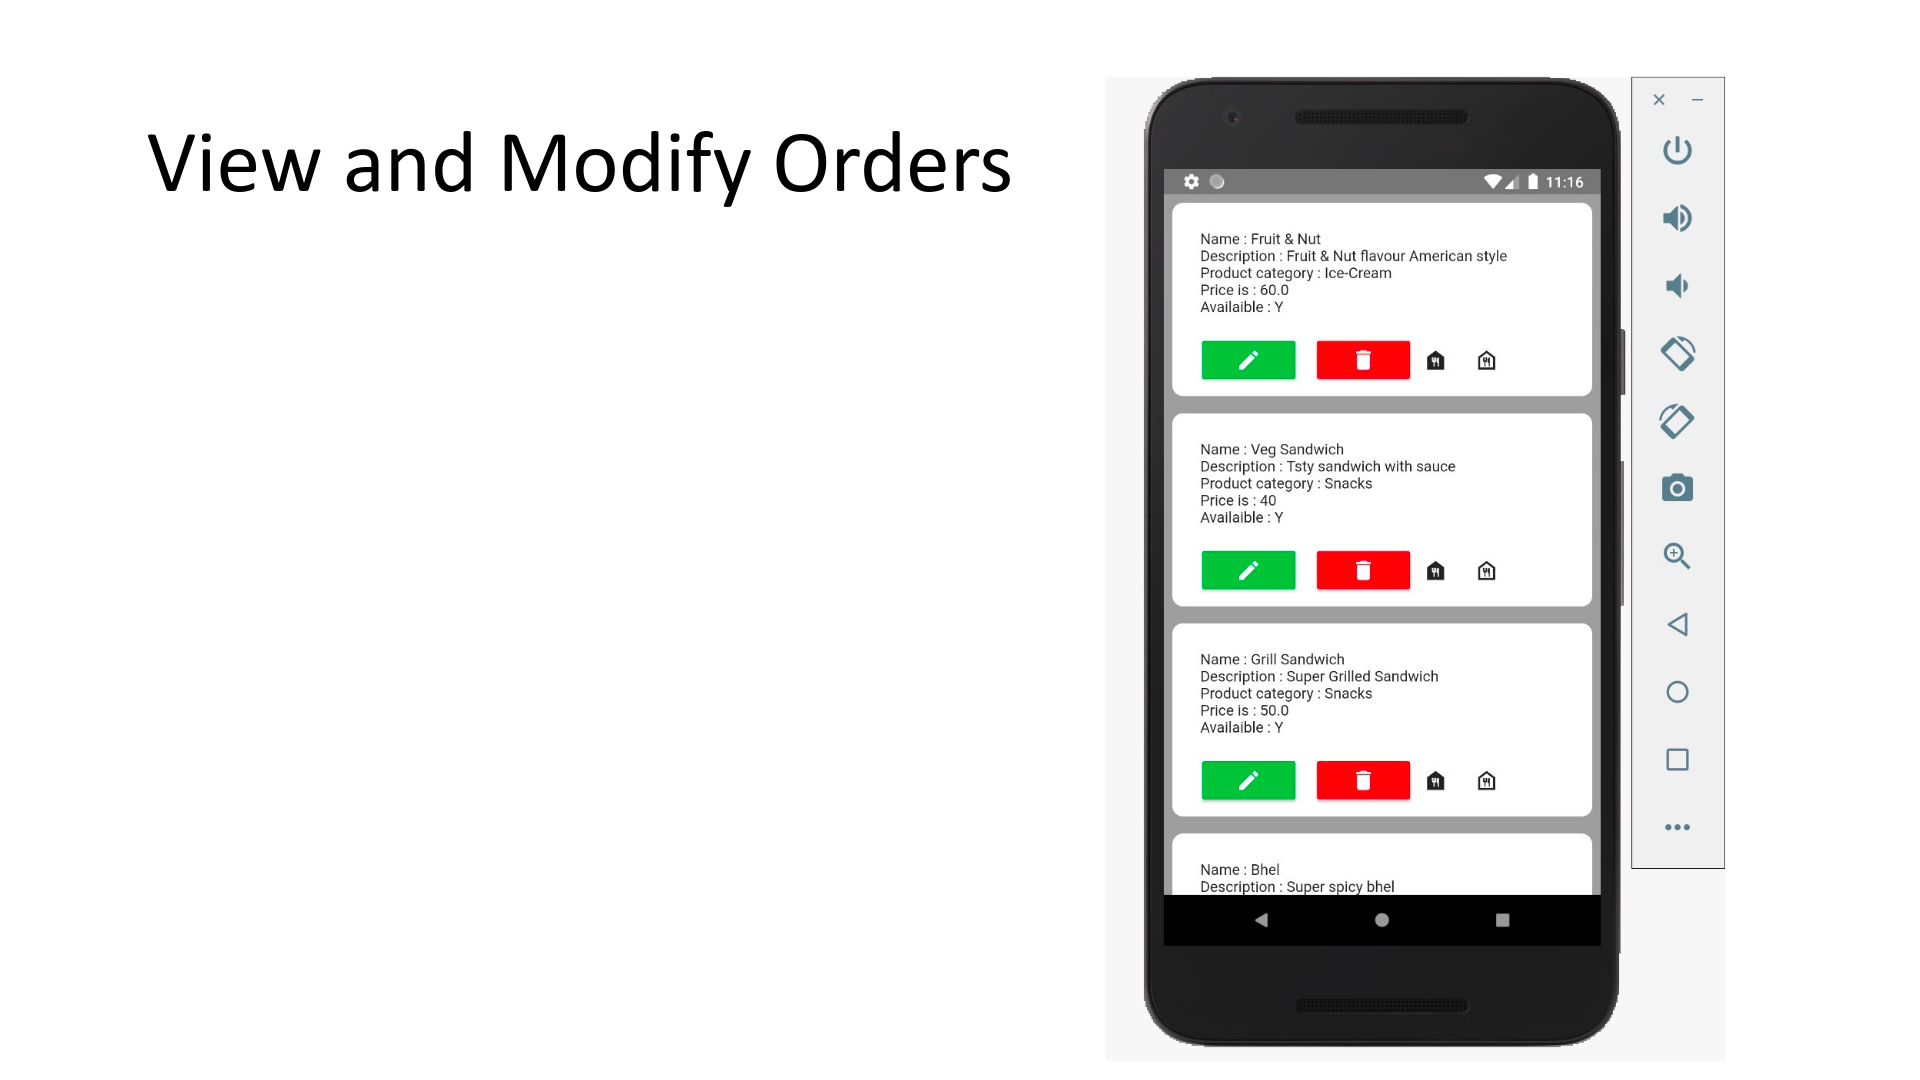 View and Modify Orders
11:16
Name : Fruit & Nut
Description : Fruit & Nut flavour American style
Product category : Ice-Cream
Price is : 60.0
Availaible : Y
Name : Veg Sandwich
Description : Tsty sandwich with sauce
Product category : Snacks
Price is : 40
Availaible : Y
Name : Grill Sandwich
Description : Super Grilled Sandwich
Product category : Snacks
Price is : 50.0
Availaible : Y
Name : Bhel
Description : Super spicy bhel